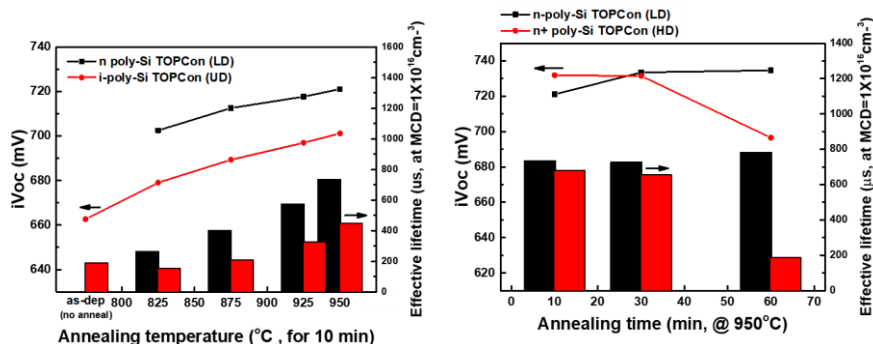 740
720
700
680
660
640
iVoc (mV)
n poly-Si TOPCon (LD)
i-poly-Si TOPCon (UD)
1600
1400
1200
1000
800
600
400
200
0
Effective lifetime (us, at MCD=1X10¹⁶cm⁻³)
as-dep 800 825 850 875 900 925 950
(no anneal)
Annealing temperature (°C , for 10 min)
740
720
700
680
660
640
620
iVoc (mV)
n-poly-Si TOPCon (LD)
n+ poly-Si TOPCon (HD)
1400
1200
1000
800
600
400
200
0
Effective lifetime (μs, at MCD=1X10¹⁶cm⁻³)
0 10 20 30 40 50 60 70
Annealing time (min, @ 950°C)